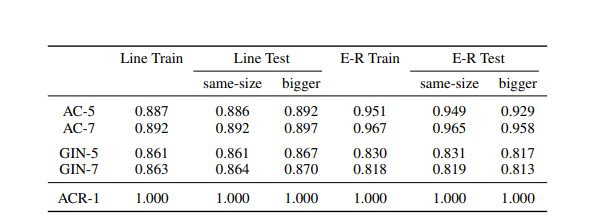 Line Train Line Test E-R Train E-R Test
same-size bigger same-size bigger
AC-5 0.887 0.886 0.892 0.951 0.949 0.929
AC-7 0.892 0.892 0.897 0.967 0.965 0.958
GIN-5 0.861 0.861 0.867 0.830 0.831 0.817
GIN-7 0.863 0.864 0.870 0.818 0.819 0.813
ACR-1 1.000 1.000 1.000 1.000 1.000 1.000